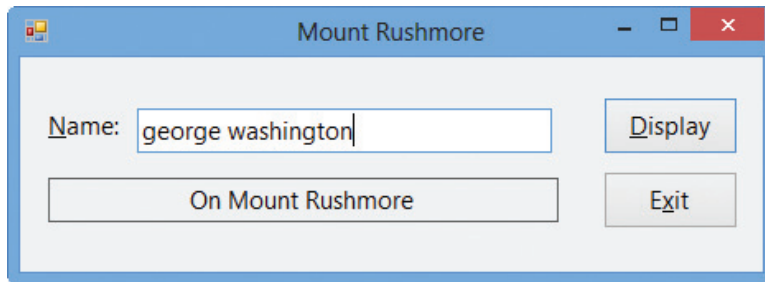 Mount Rushmore
Name: george washington Display
On Mount Rushmore Exit